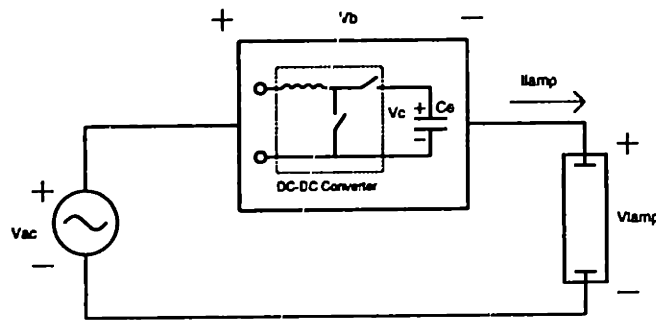 + Vb −
Ilamp
+
Vc Ce
−
DC-DC Converter
+
Vac
−
+
Vlamp
−